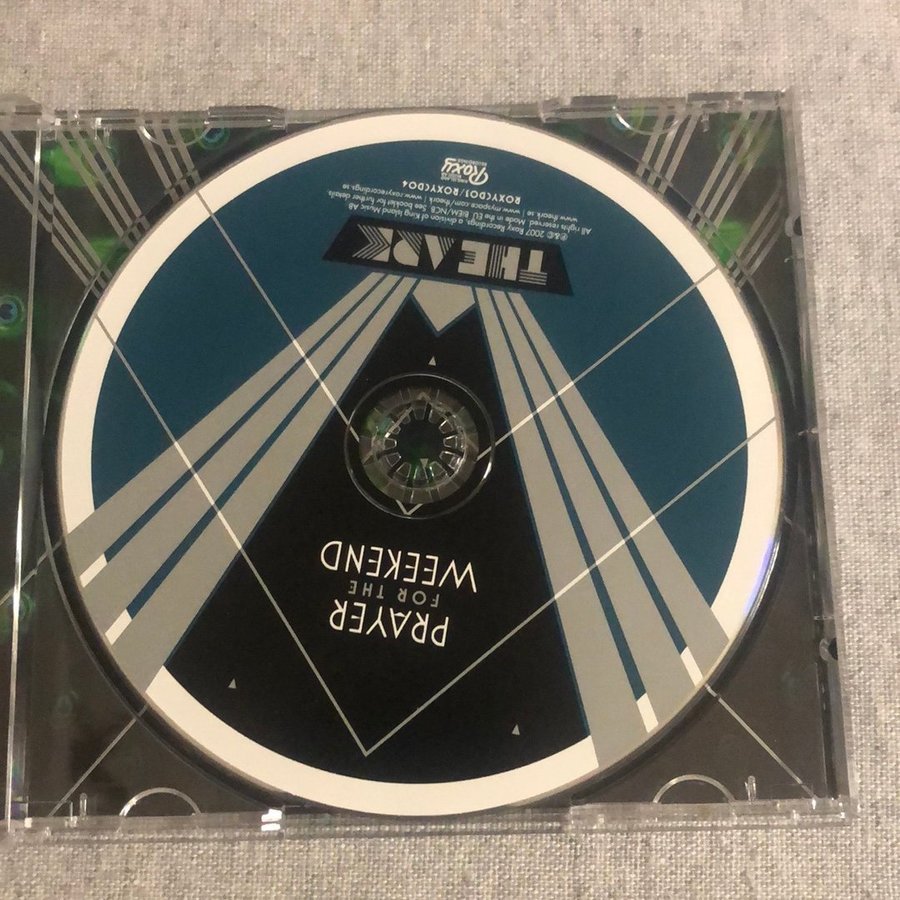 PRAYER
FOR THE
WEEKEND
THE ARK
℗&© 2007 Roxy Recordings, a division of King Island Music AB
All rights reserved. Made in the EU. BIEM/NCB. See booklet for further details.
www.theark.se www.myspace.com/theark | www.roxyrecordings.se
ROXYCD03/ROXYCD04
Roxy
RECORDINGS